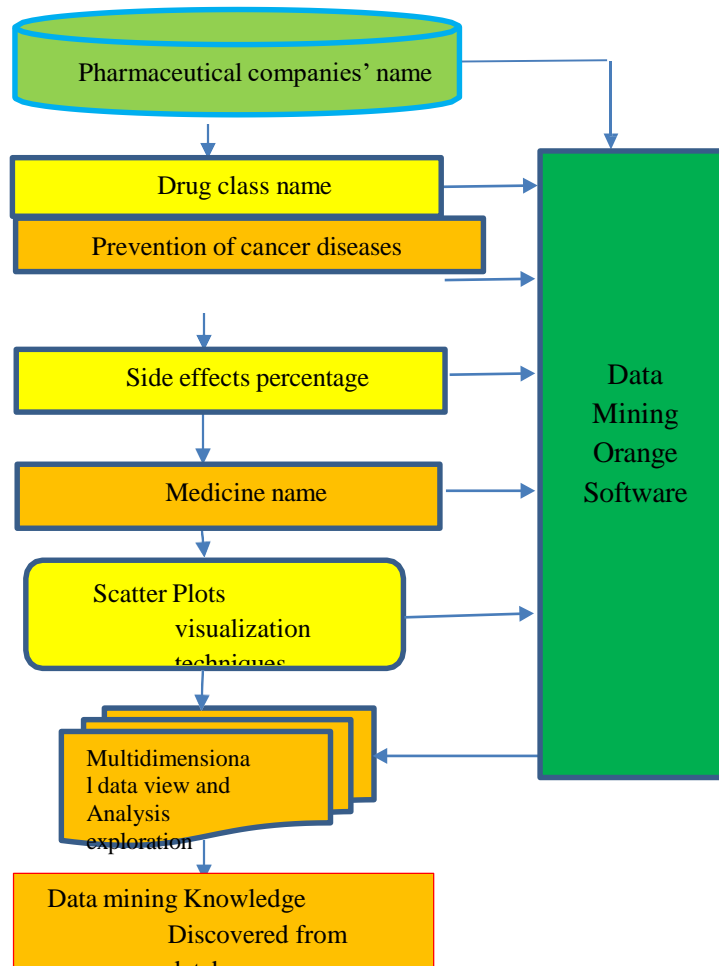 Pharmaceutical companies’ name
Drug class name
Prevention of cancer diseases
Side effects percentage
Medicine name
Data
Mining
Orange
Software
Scatter Plots
visualization
techniques
Multidimensiona
l data view and
Analysis
exploration
Data mining Knowledge
Discovered from